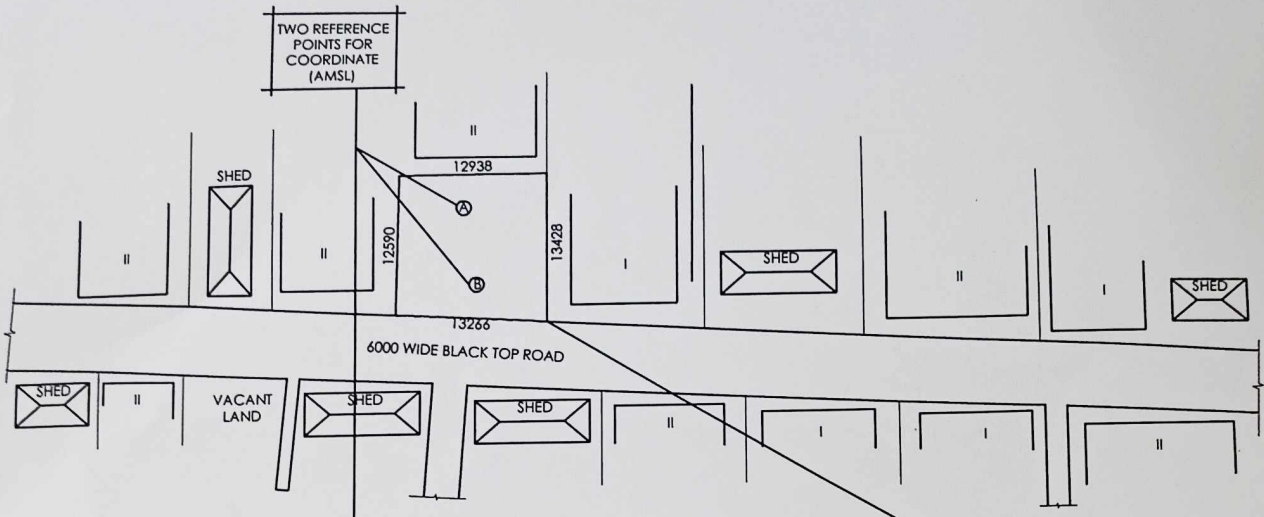 TWO REFERENCE
POINTS FOR
COORDINATE
(AMSL)
II
12938
SHED
A
12590
13428
II
II
I
SHED
II
I
SHED
B
13266
6000 WIDE BLACK TOP ROAD
SHED
II
VACANT
LAND
SHED
SHED
II
I
I
II